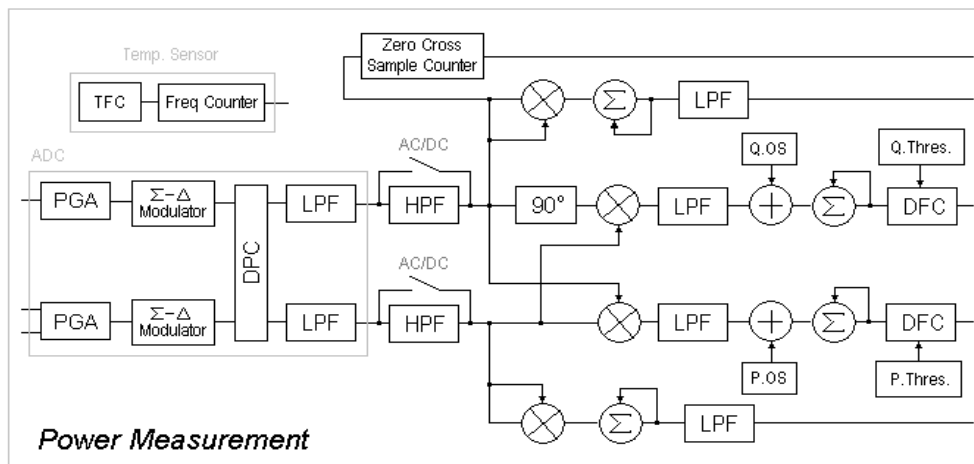 Zero Cross
Sample Counter
Temp. Sensor
TFC
Freq Counter
LPF
ADC
AC/DC
Q.OS
Q.Thres.
PGA
Σ-Δ
Modulator
LPF
HPF
90°
LPF
DFC
DPC
AC/DC
PGA
Σ-Δ
Modulator
LPF
HPF
LPF
DFC
P.OS
P.Thres.
LPF
Power Measurement